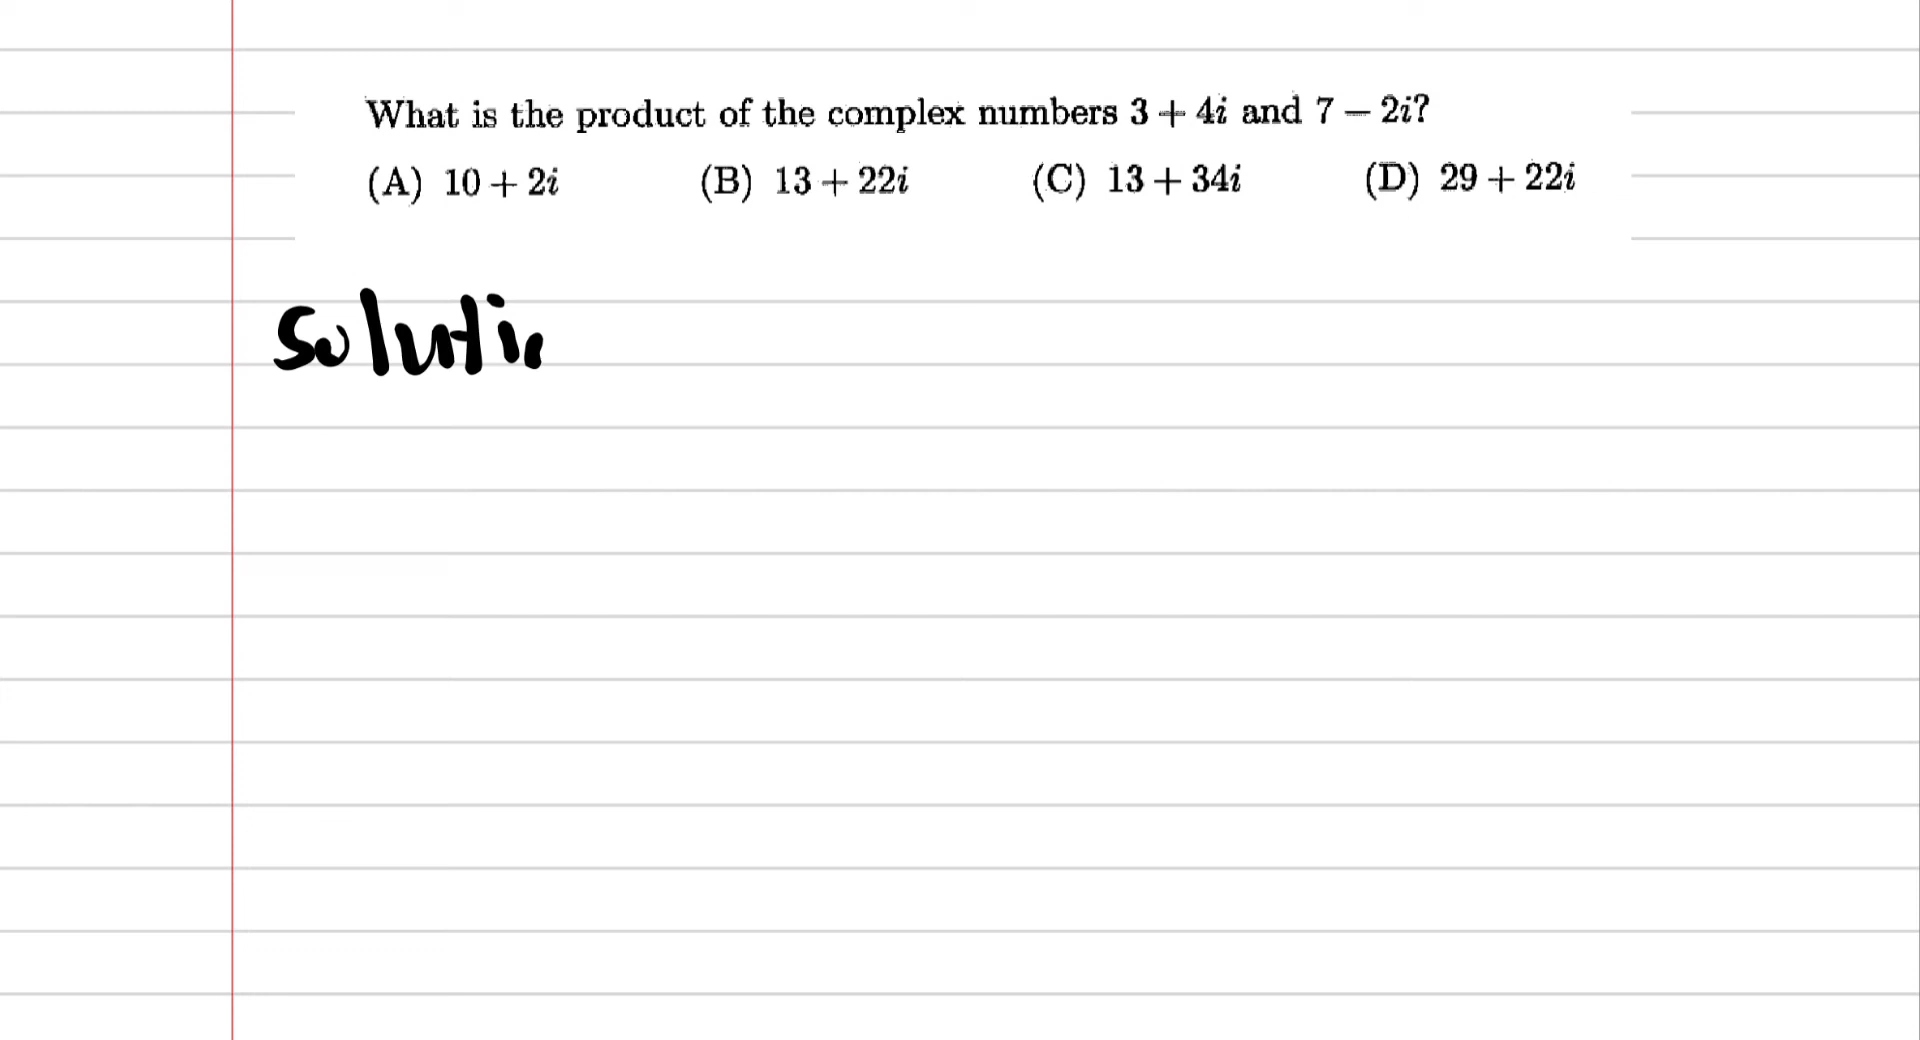 What is the product of the complex numbers 3 + 4i and 7 − 2i?
(A) 10 + 2i (B) 13 + 22i (C) 13 + 34i (D) 29 + 22i
Soluti